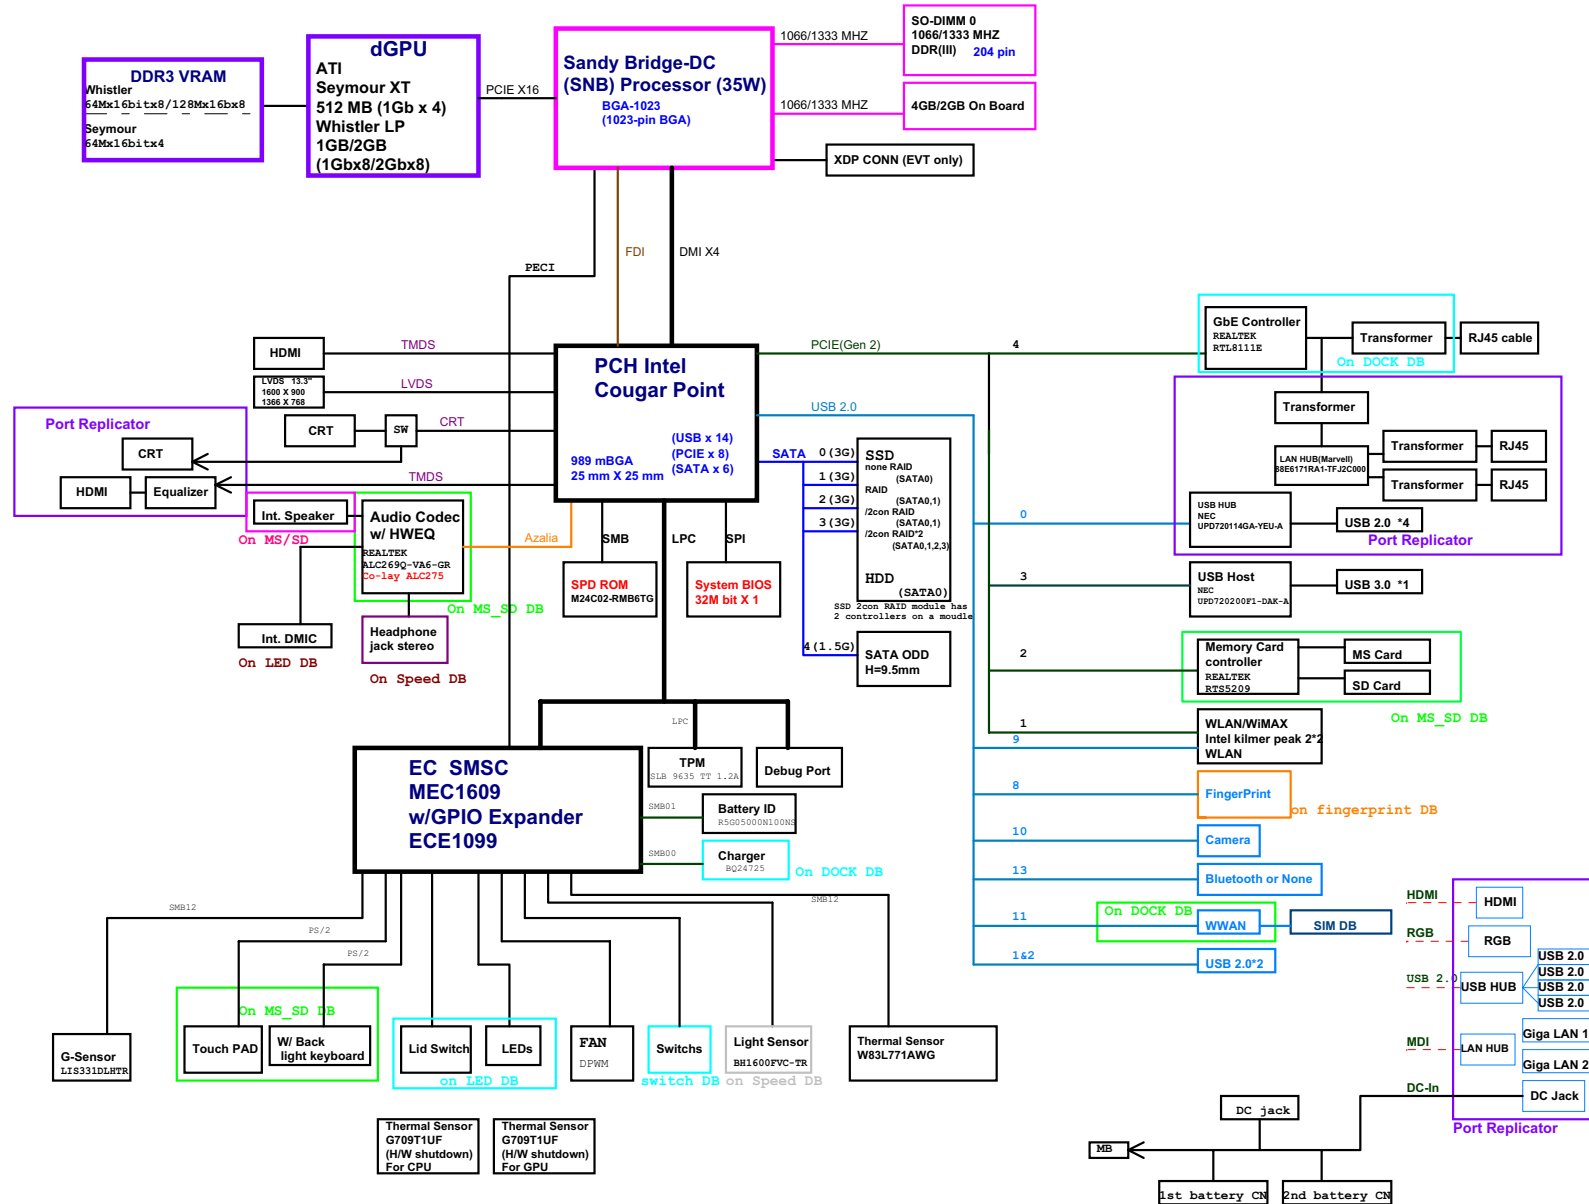 DDR3 VRAM
Whistler
64Mx16bitx8/128Mx16bx8
Seymour
64Mx16bitx4
dGPU
ATI
Seymour XT
512 MB (1Gb x 4)
Whistler LP
1GB/2GB
(1Gbx8/2Gbx8)
PCIE X16
Sandy Bridge-DC
(SNB) Processor (35W)
BGA-1023
(1023-pin BGA)
1066/1333 MHZ
SO-DIMM 0
1066/1333 MHZ
DDR(III) 204 pin
1066/1333 MHZ
4GB/2GB On Board
XDP CONN (EVT only)
PECI
FDI
DMI X4
HDMI
TMDS
LVDS 13.3"
1600 X 900
1366 X 768
LVDS
CRT
SW
CRT
Port Replicator
CRT
HDMI
Equalizer
TMDS
PCH Intel
Cougar Point
(USB x 14)
(PCIE x 8)
(SATA x 6)
989 mBGA
25 mm X 25 mm
PCIE(Gen 2)
4
USB 2.0
SATA
0(3G)
1(3G)
2(3G)
3(3G)
4(1.5G)
SSD
none RAID
(SATA0)
RAID
(SATA0,1)
/2con RAID
(SATA0,1)
/2con RAID*2
(SATA0,1,2,3)
HDD
(SATA0)
SSD 2con RAID module has
2 controllers on a moudle
SATA ODD
H=9.5mm
GbE Controller
REALTEK
RTL8111E
Transformer
RJ45 cable
On DOCK DB
Transformer
LAN HUB(Marvell)
88E6171RA1-TFJ2C000
Transformer
RJ45
Transformer
RJ45
0
USB HUB
NEC
UPD720114GA-YEU-A
USB 2.0 *4
Port Replicator
3
USB Host
NEC
UPD720200F1-DAK-A
USB 3.0 *1
2
Memory Card
controller
REALTEK
RTS5209
MS Card
SD Card
On MS_SD DB
1
9
WLAN/WiMAX
Intel kilmer peak 2*2
WLAN
8
FingerPrint
on fingerprint DB
10
Camera
13
Bluetooth or None
11
On DOCK DB
WWAN
SIM DB
1&2
USB 2.0*2
Int. Speaker
On MS/SD
Audio Codec
w/ HWEQ
REALTEK
ALC269Q-VA6-GR
Co-lay ALC275
On MS_SD DB
Azalia
Int. DMIC
On LED DB
Headphone
jack stereo
On Speed DB
SMB
LPC
SPI
SPD ROM
M24C02-RMB6TG
System BIOS
32M bit X 1
LPC
EC SMSC
MEC1609
w/GPIO Expander
ECE1099
TPM
SLB 9635 TT 1.2A
Debug Port
SMB01
Battery ID
R5G05000N100NS
SMB00
Charger
BQ24725
On DOCK DB
SMB12
PS/2
PS/2
SMB12
G-Sensor
LIS331DLHTR
On MS_SD DB
Touch PAD
W/ Back
light keyboard
Lid Switch
LEDs
on LED DB
FAN
DPWM
Switchs
switch DB
Light Sensor
BH1600FVC-TR
on Speed DB
Thermal Sensor
W83L771AWG
Thermal Sensor
G709T1UF
(H/W shutdown)
For CPU
Thermal Sensor
G709T1UF
(H/W shutdown)
For GPU
HDMI
HDMI
RGB
RGB
USB 2.0
USB HUB
USB 2.0
USB 2.0
USB 2.0
USB 2.0
MDI
LAN HUB
Giga LAN 1
Giga LAN 2
DC-In
DC Jack
Port Replicator
DC jack
MB
1st battery CN
2nd battery CN